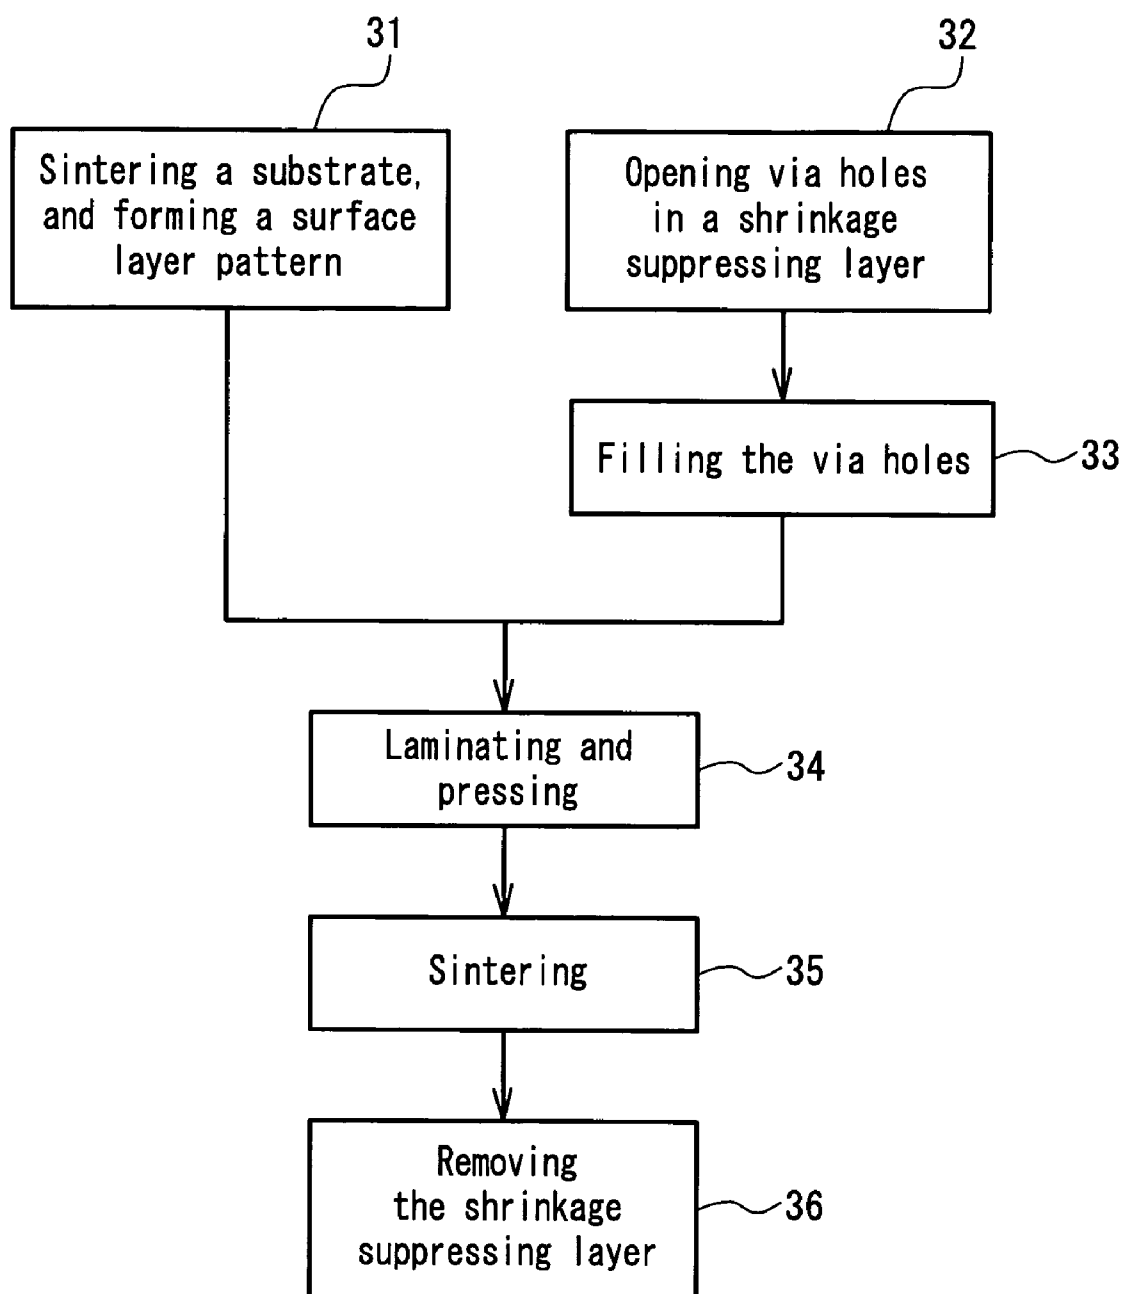 31
32
Sintering a substrate,
and forming a surface
layer pattern
Opening via holes
in a shrinkage
suppressing layer
Filling the via holes
33
Laminating and
pressing
34
Sintering
35
Removing
the shrinkage
suppressing layer
36